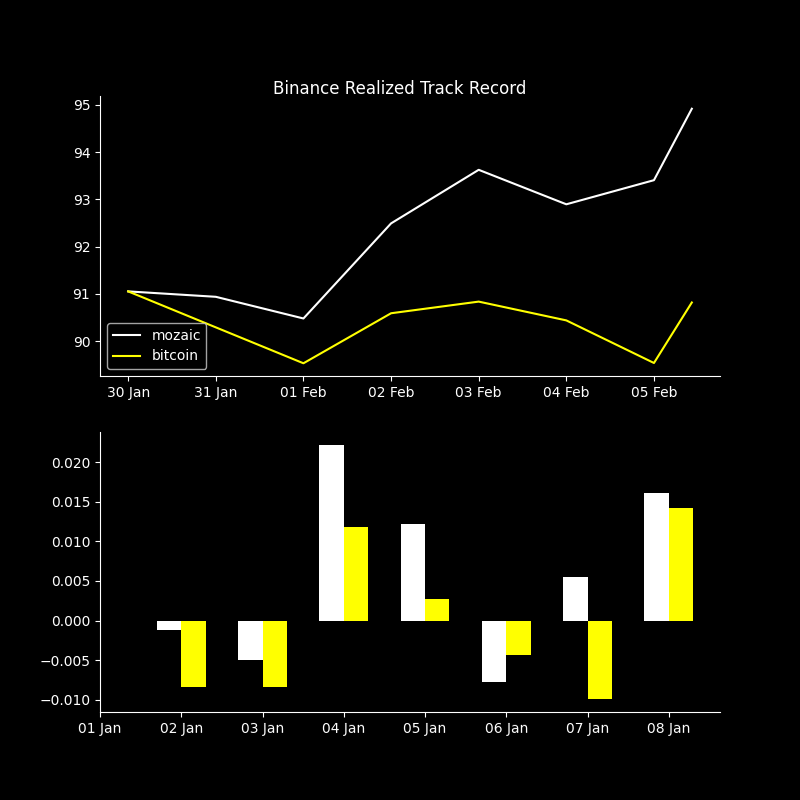 Binance Realized Track Record
95
94
93
92
91
90
mozaic
bitcoin
30 Jan 31 Jan 01 Feb 02 Feb 03 Feb 04 Feb 05 Feb
0.020
0.015
0.010
0.005
0.000
−0.005
−0.010
01 Jan 02 Jan 03 Jan 04 Jan 05 Jan 06 Jan 07 Jan 08 Jan